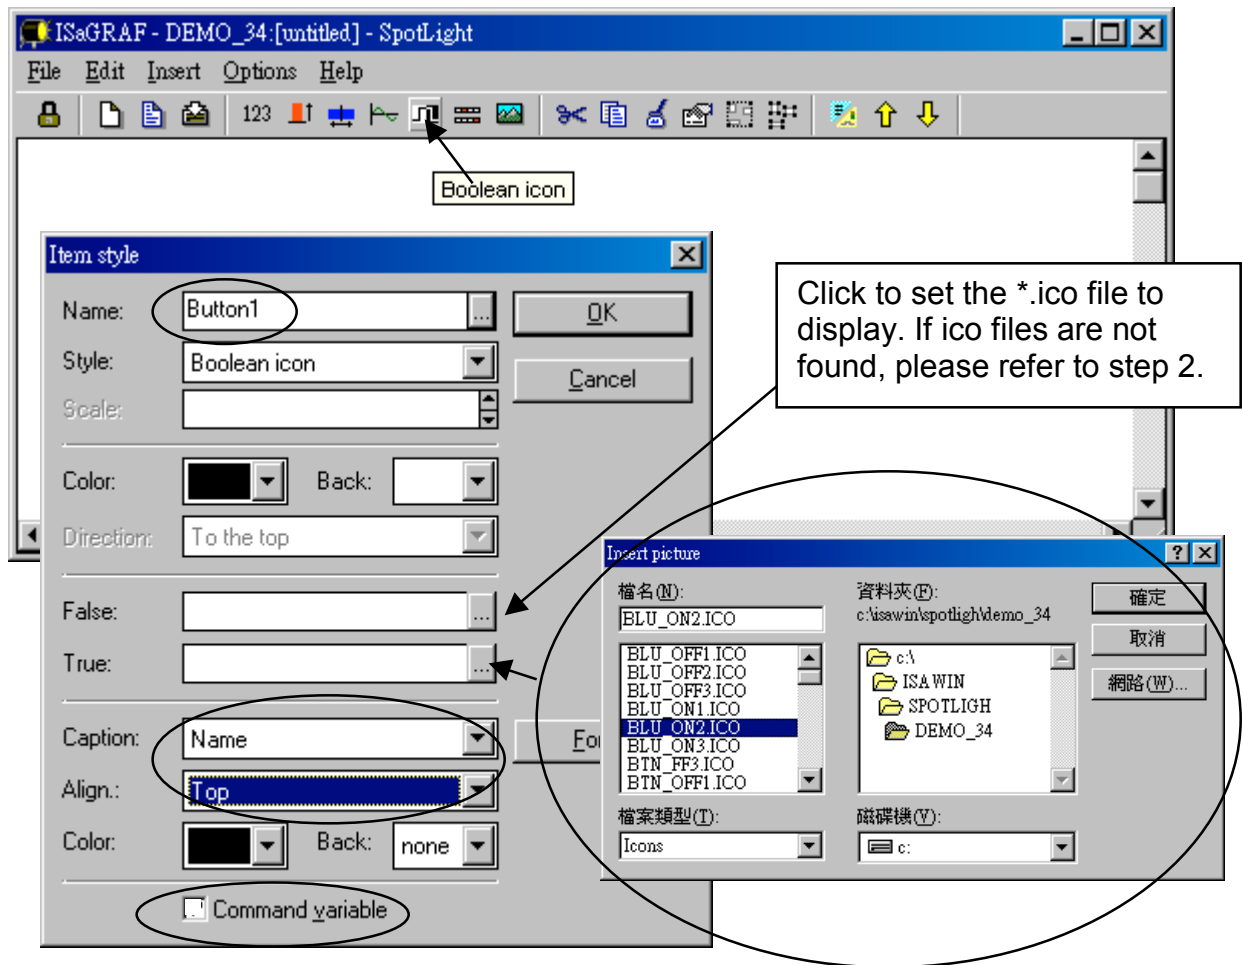 ISaGRAF - DEMO_34:[untitled] - SpotLight
File Edit Insert Options Help
123
Boolean icon
Item style
Name: Button1 ...
OK
Style: Boolean icon
Cancel
Scale:
Color: Back:
Direction: To the top
False: ...
True: ...
Caption: Name
Align.: Top
Color: Back: none
Command variable
Click to set the *.ico file to
display. If ico files are not
found, please refer to step 2.
Insert picture
檔名(N):
BLU_ON2.ICO
BLU_OFF1.ICO
BLU_OFF2.ICO
BLU_OFF3.ICO
BLU_ON1.ICO
BLU_ON2.ICO
BLU_ON3.ICO
BTN_FF3.ICO
BTN_OFF1.ICO
檔案類型(T):
Icons
資料夾(F):
c:\isawin\spotligh\demo_34
c:\
ISAWIN
SPOTLIGH
DEMO_34
磁碟機(V):
c:
確定
取消
網路(W)...